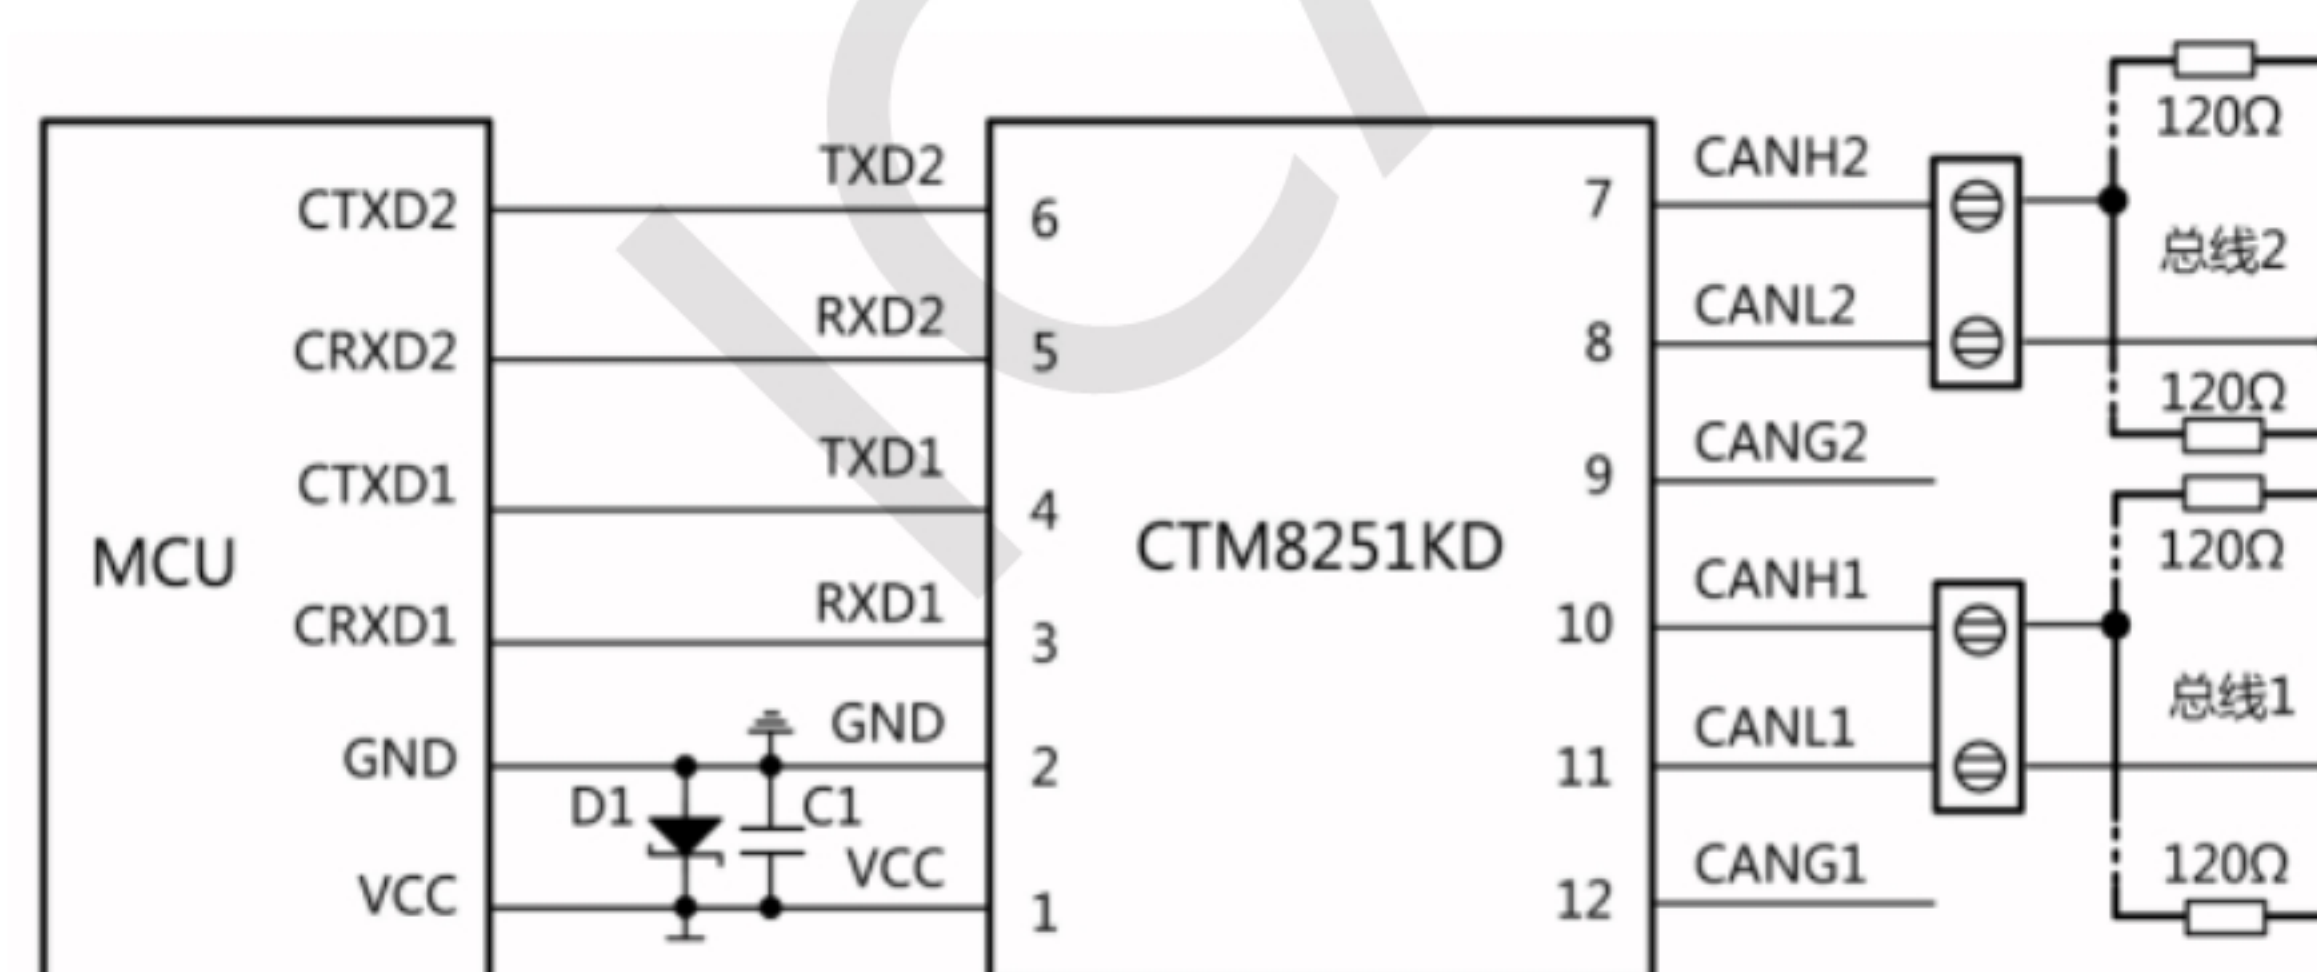 MCU
CTXD2
CRXD2
CTXD1
CRXD1
GND
VCC
TXD2
RXD2
TXD1
RXD1
GND
D1
C1
VCC
6
5
4
3
2
1
CTM8251KD
7
8
9
10
11
12
CANH2
CANL2
CANG2
CANH1
CANL1
CANG1
120Ω
总线2
120Ω
120Ω
总线1
120Ω